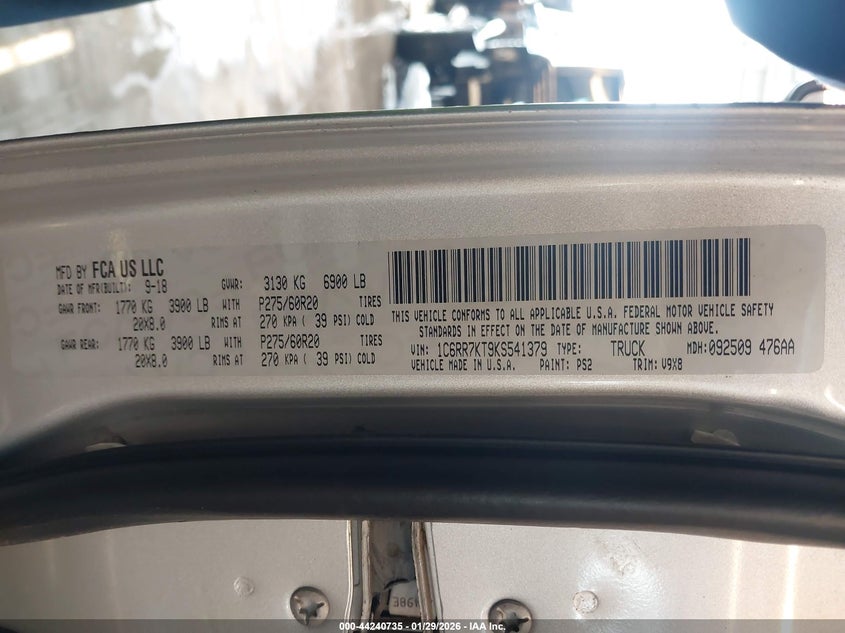 MFD BY FCA US LLC
DATE OF MFR(BUILT): 9-18 GVWR: 3130 KG 6900 LB
GAWR FRONT: 1770 KG 3900 LB WITH P275/60R20 TIRES
20X8.0 RIMS AT 270 KPA ( 39 PSI) COLD
GAWR REAR: 1770 KG 3900 LB WITH P275/60R20 TIRES
20X8.0 RIMS AT 270 KPA ( 39 PSI) COLD
THIS VEHICLE CONFORMS TO ALL APPLICABLE U.S.A. FEDERAL MOTOR VEHICLE SAFETY
STANDARDS IN EFFECT ON THE DATE OF MANUFACTURE SHOWN ABOVE.
VIN: 1C6RR7KT9KS541379 TYPE: TRUCK MDH: 092509 476AA
VEHICLE MADE IN U.S.A. PAINT: PS2 TRIM: V9X8
000-44240735 - 01/29/2026 - IAA Inc.